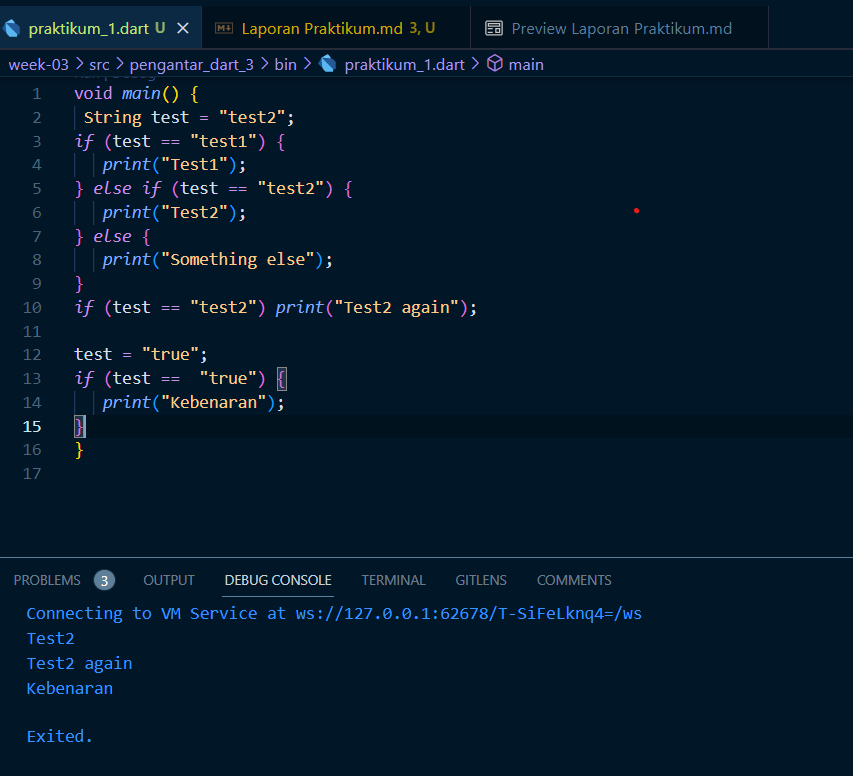 praktikum_1.dart U
Laporan Praktikum.md 3, U
Preview Laporan Praktikum.md
week-03 > src > pengantar_dart_3 > bin > praktikum_1.dart > main
1 void main() {
2 String test = "test2";
3 if (test == "test1") {
4 print("Test1");
5 } else if (test == "test2") {
6 print("Test2");
7 } else {
8 print("Something else");
9 }
10 if (test == "test2") print("Test2 again");
11
12 test = "true";
13 if (test ==  "true") {
14 print("Kebenaran");
15 }
16 }
17
PROBLEMS 3 OUTPUT DEBUG CONSOLE TERMINAL GITLENS COMMENTS
Connecting to VM Service at ws://127.0.0.1:62678/T-SiFeLknq4=/ws
Test2
Test2 again
Kebenaran
Exited.